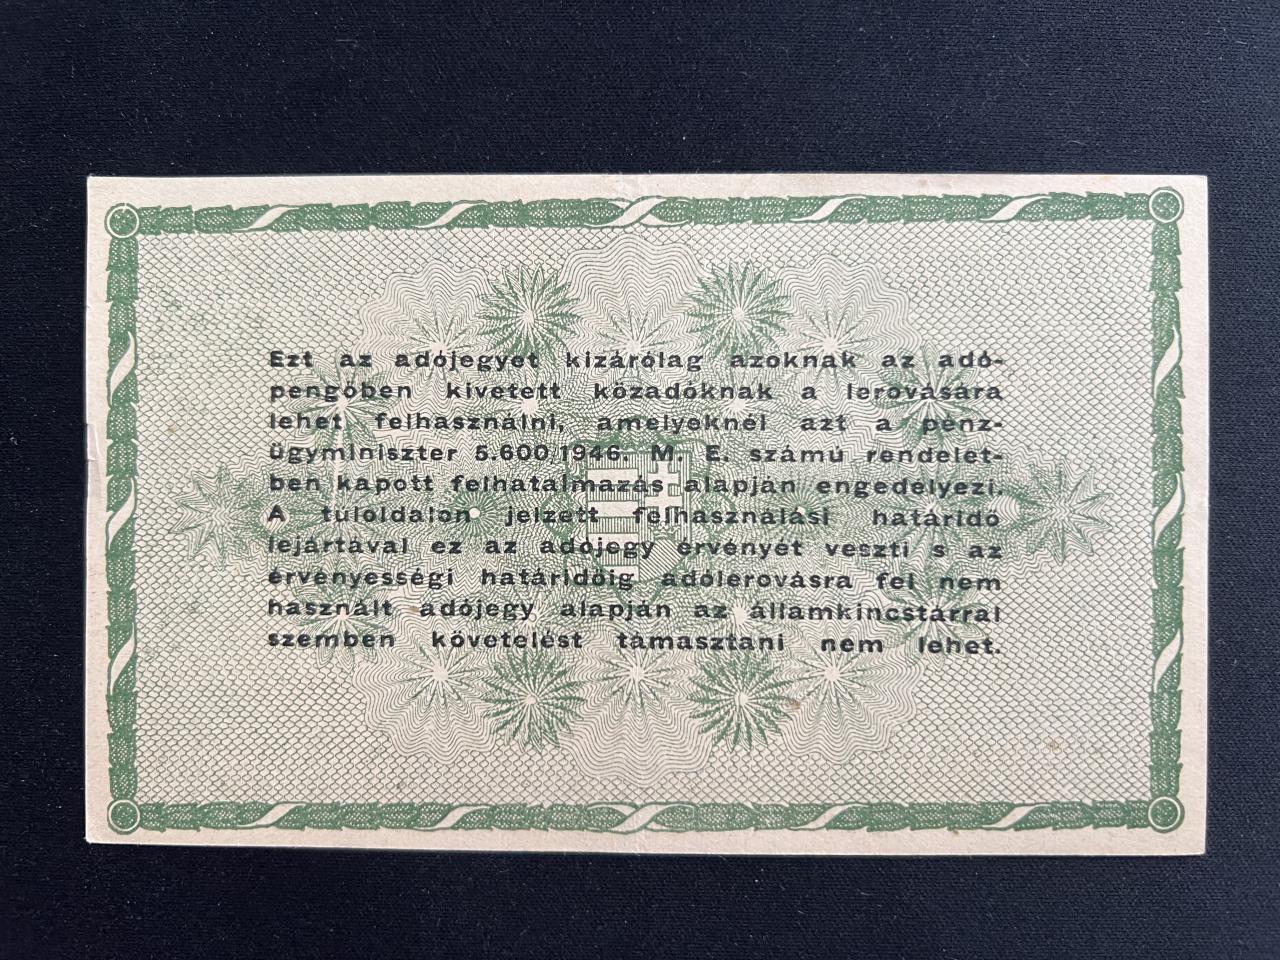 Ezt az adójegyet kizárólag azoknak az adó-
pengőben kivetett közadóknak a lerovására
lehet felhasználni, amelyeknél azt a pénz-
ügyminiszter 5.600/1946. M. E. számú rendelet-
ben kapott felhatalmazás alapján engedélyezi.
A túloldalon jelzett felhasználási határidő
lejártával ez az adójegy érvényét veszti s az
érvényességi határidőig adólerovásra fel nem
használt adójegy alapján az államkincstárral
szemben követelést támasztani nem lehet.